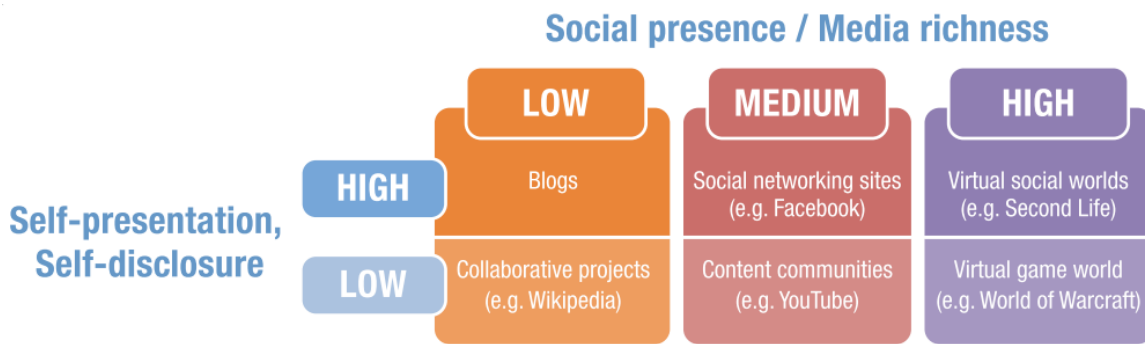 Social presence / Media richness
LOW
MEDIUM
HIGH
HIGH
Blogs
Social networking sites
(e.g. Facebook)
Virtual social worlds
(e.g. Second Life)
Self-presentation,
Self-disclosure
LOW
Collaborative projects
(e.g. Wikipedia)
Content communities
(e.g. YouTube)
Virtual game world
(e.g. World of Warcraft)